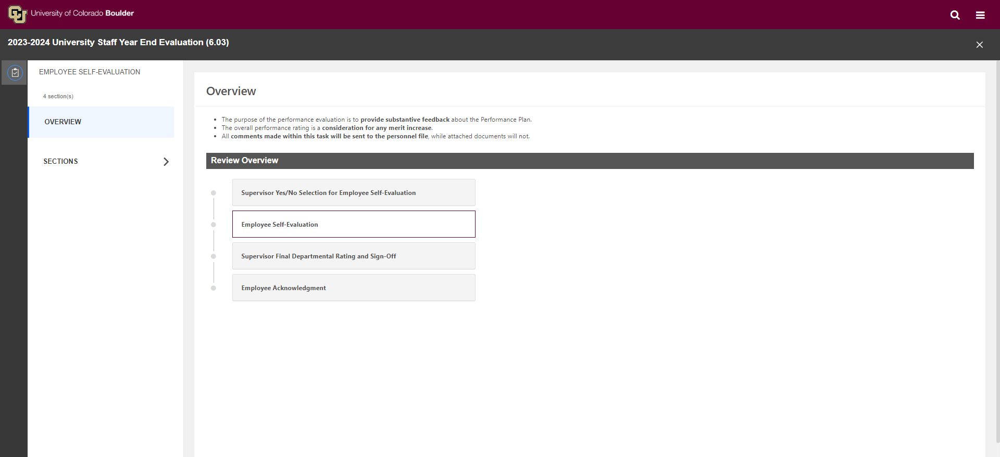 University of Colorado Boulder
2023-2024 University Staff Year End Evaluation (6.03)
EMPLOYEE SELF-EVALUATION
4 section(s)
OVERVIEW
SECTIONS
Overview
The purpose of the performance evaluation is to provide substantive feedback about the Performance Plan.
The overall performance rating is a consideration for any merit increase.
All comments made within this task will be sent to the personnel file, while attached documents will not.
Review Overview
Supervisor Yes/No Selection for Employee Self-Evaluation
Employee Self-Evaluation
Supervisor Final Departmental Rating and Sign-Off
Employee Acknowledgment